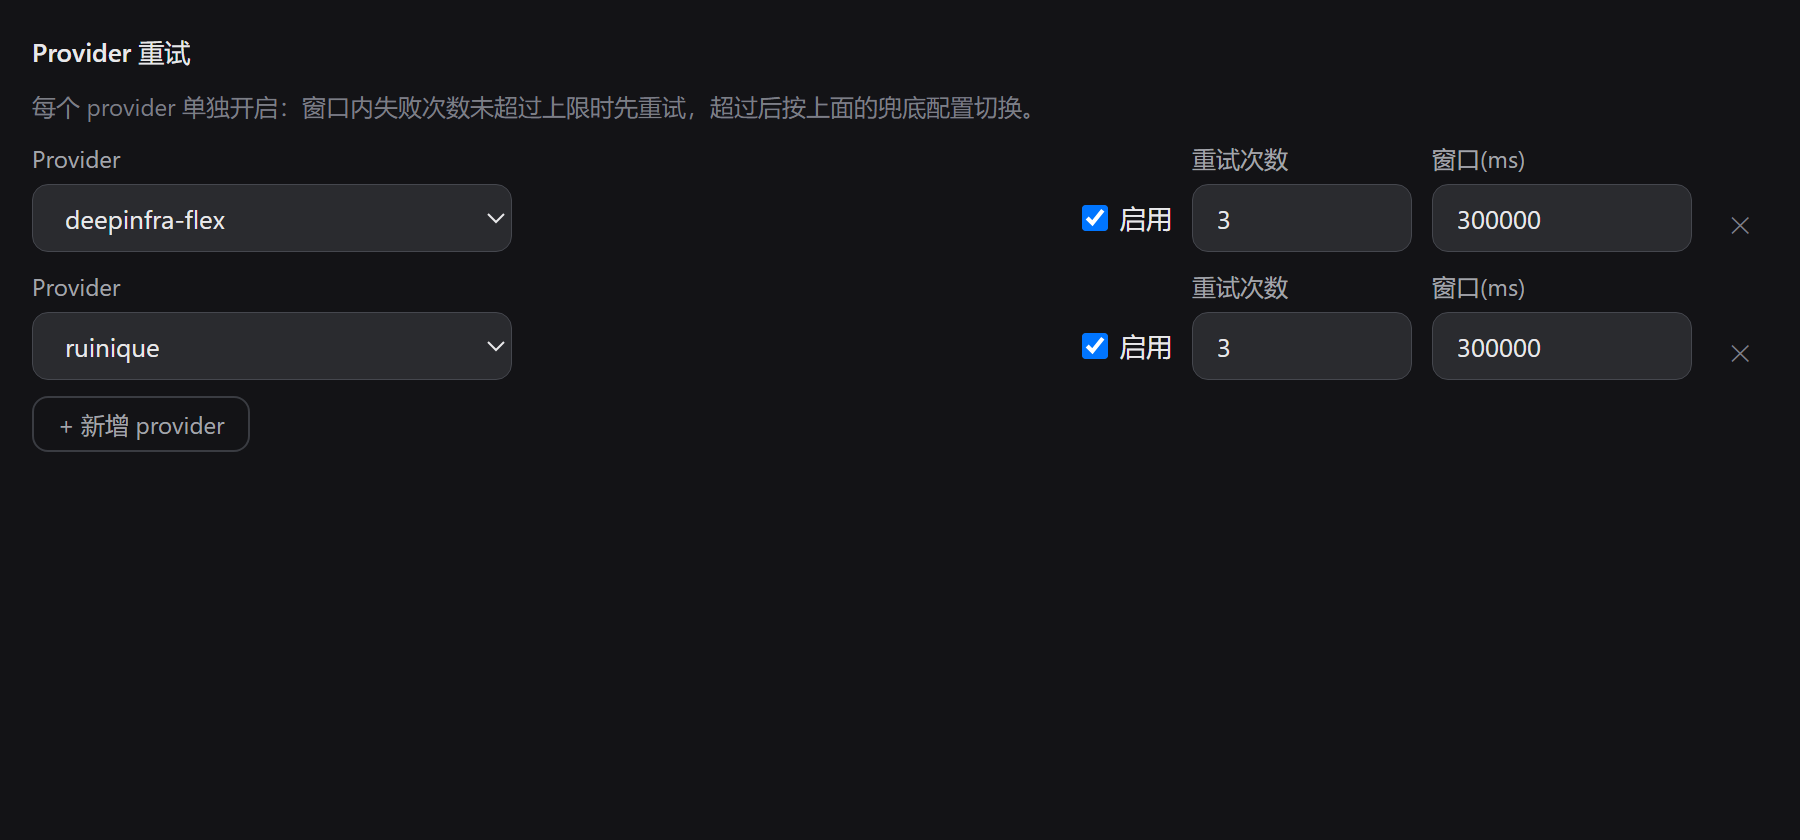 Provider 重试
每个 provider 单独开启：窗口内失败次数未超过上限时先重试，超过后按上面的兜底配置切换。
Provider 重试次数 窗口(ms)
deepinfra-flex 启用 3 300000
Provider 重试次数 窗口(ms)
ruinique 启用 3 300000
+ 新增 provider